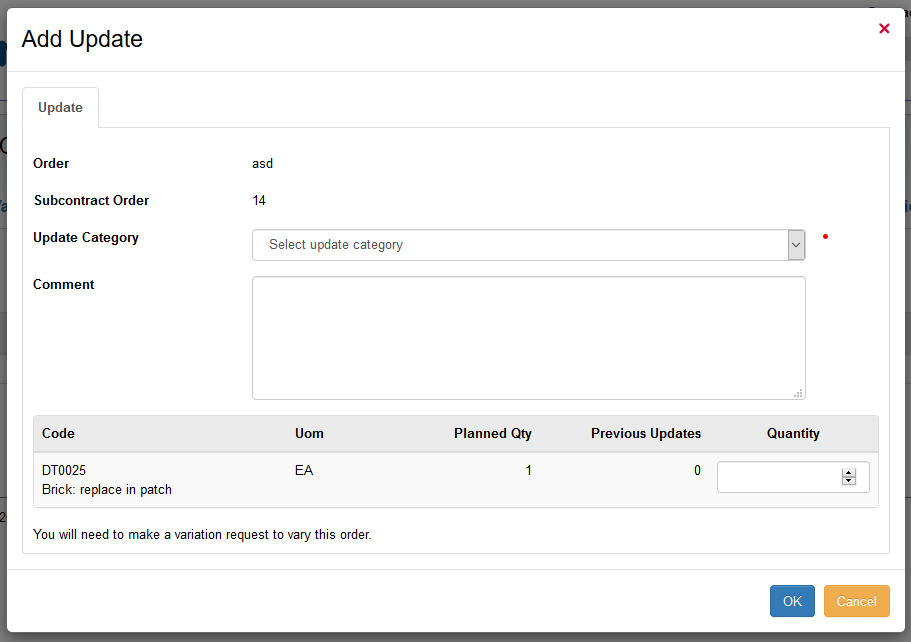 Add Update
Update
Order asd
Subcontract Order 14
Update Category Select update category
Comment
Code Uom Planned Qty Previous Updates Quantity
DT0025 EA 1 0
Brick: replace in patch
You will need to make a variation request to vary this order.
OK Cancel